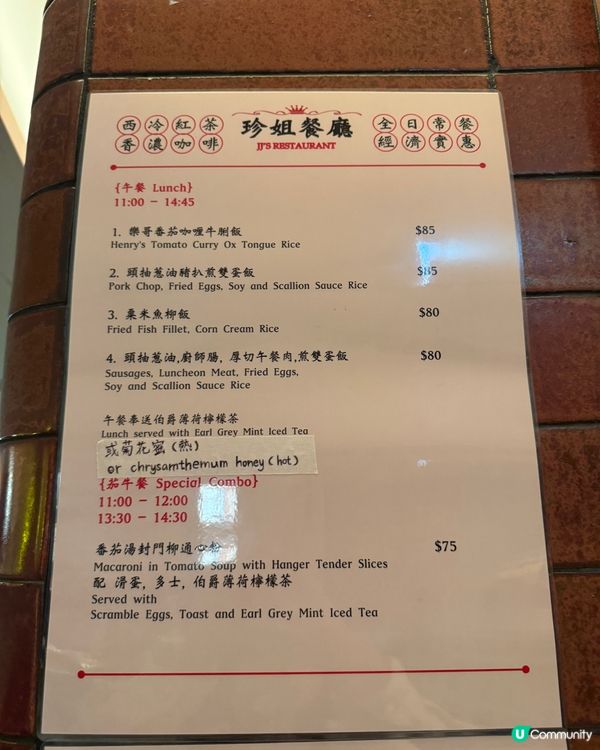 西冷紅茶
香濃咖啡
珍姐餐廳
JJ'S RESTAURANT
全日常餐
經濟實惠
{午餐 Lunch}
11:00 – 14:45
1. 樂哥番茄咖喱牛脷飯 $85
Henry's Tomato Curry Ox Tongue Rice
2. 頭抽蔥油豬扒煎雙蛋飯 $85
Pork Chop, Fried Eggs, Soy and Scallion Sauce Rice
3. 粟米魚柳飯 $80
Fried Fish Fillet, Corn Cream Rice
4. 頭抽蔥油,廚師腸, 厚切午餐肉,煎雙蛋飯 $80
Sausages, Luncheon Meat, Fried Eggs,
Soy and Scallion Sauce Rice
午餐奉送伯爵薄荷檸檬茶
Lunch served with Earl Grey Mint Iced Tea
或菊花蜜 (熱)
or chrysamthemum honey (hot)
{茄牛餐 Special Combo}
11:00 – 12:00
13:30 – 14:30
番茄湯封門柳通心粉 $75
Macaroni in Tomato Soup with Hanger Tender Slices
配 滑蛋, 多士, 伯爵薄荷檸檬茶
Served with
Scramble Eggs, Toast and Earl Grey Mint Iced Tea
U Community